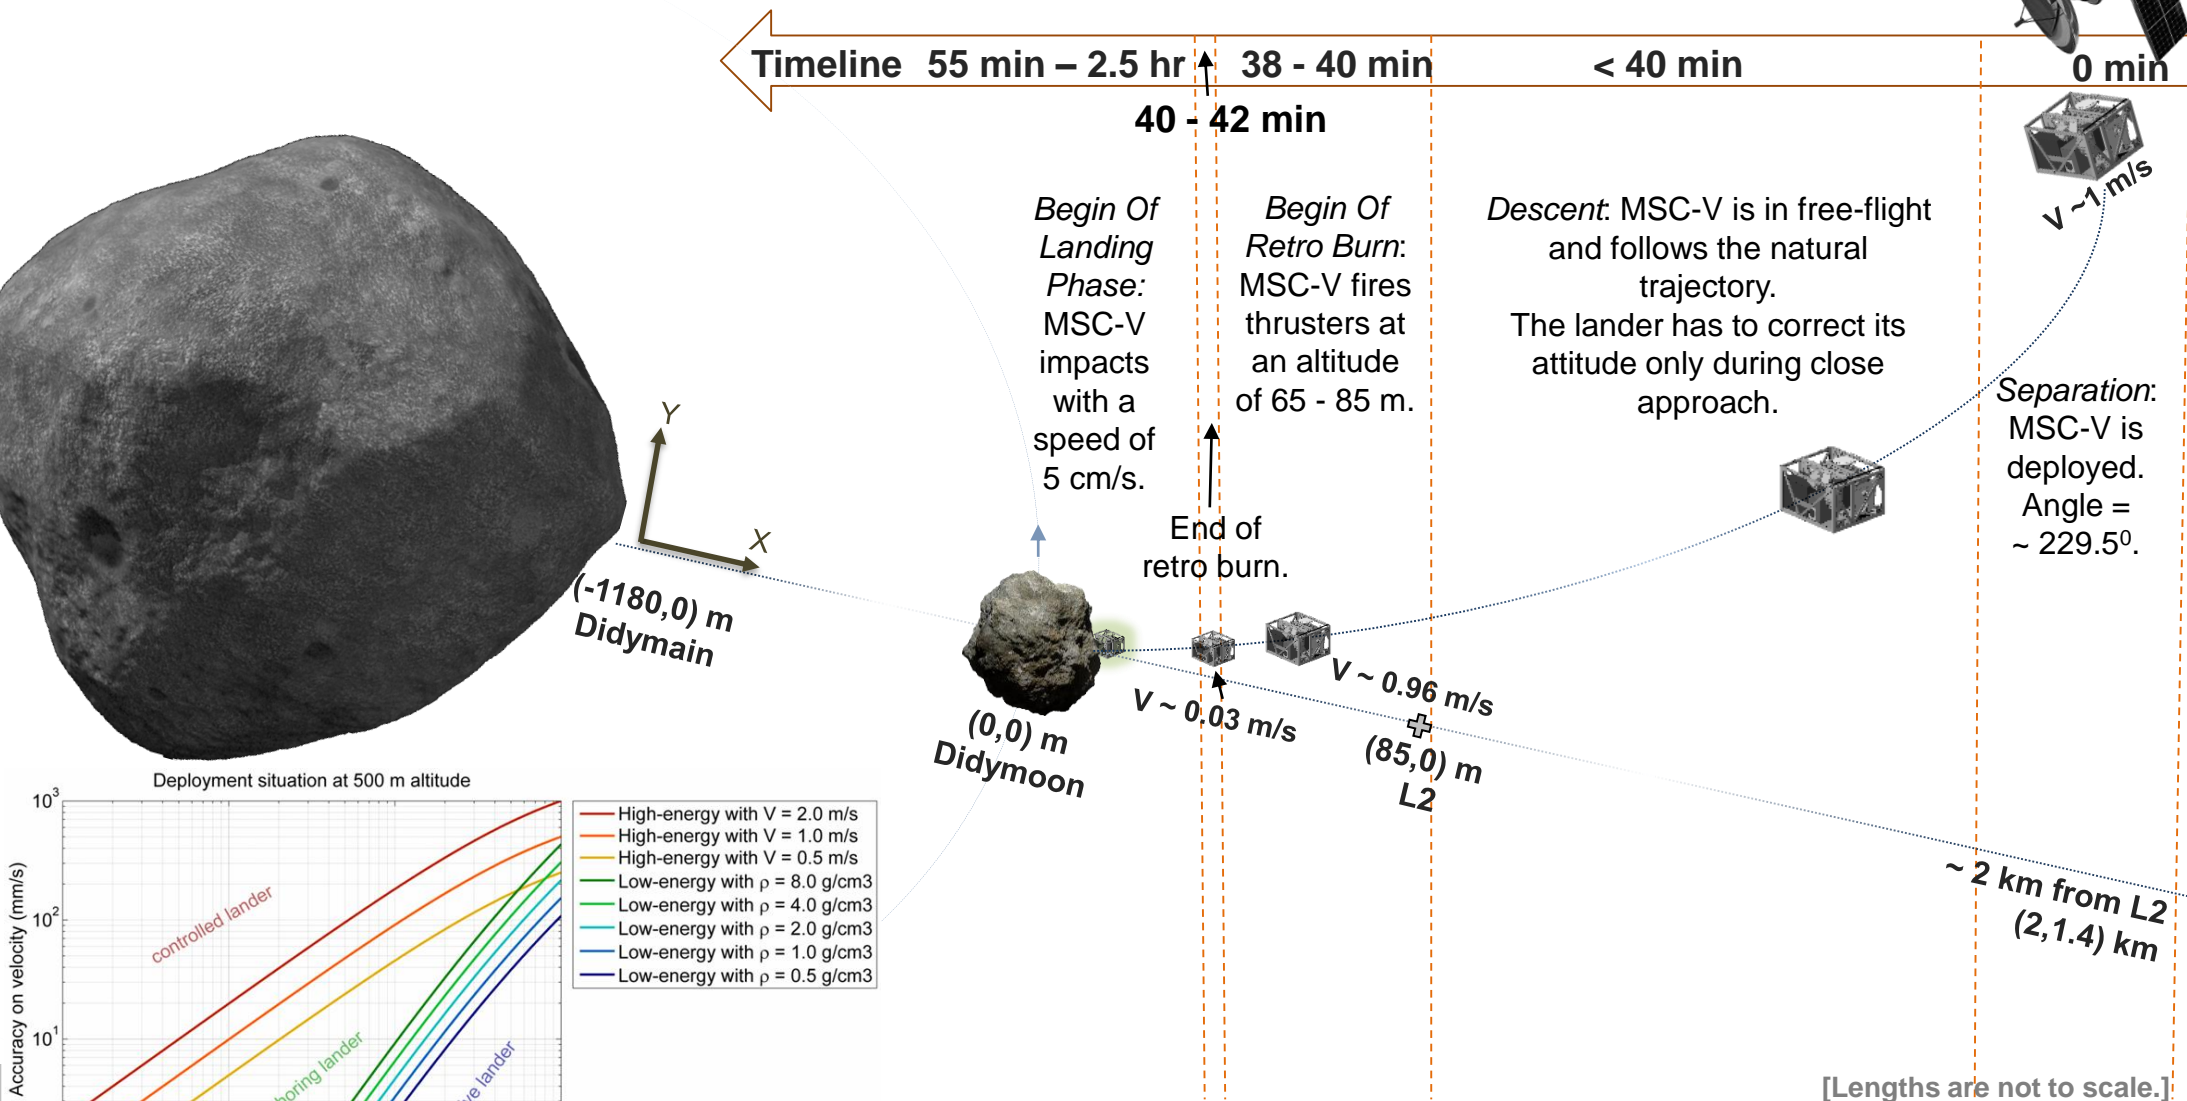 Timeline 55 min – 2.5 hr 38 - 40 min < 40 min 0 min
40 - 42 min
V ~1 m/s
Begin Of
Landing
Phase:
MSC-V
impacts
with a
speed of
5 cm/s.
Begin Of
Retro Burn:
MSC-V fires
thrusters at
an altitude
of 65 - 85 m.
Descent: MSC-V is in free-flight
and follows the natural
trajectory.
The lander has to correct its
attitude only during close
approach.
Separation:
MSC-V is
deployed.
Angle =
~ 229.5⁰.
End of
retro burn.
Y
X
(-1180,0) m
Didymain
(0,0) m
Didymoon
V ~ 0.03 m/s
V ~ 0.96 m/s
(85,0) m
L2
~ 2 km from L2
(2,1.4) km
Deployment situation at 500 m altitude
10³
10²
10¹
Accuracy on velocity (mm/s)
controlled lander
lander
lander
High-energy with V = 2.0 m/s
High-energy with V = 1.0 m/s
High-energy with V = 0.5 m/s
Low-energy with ρ = 8.0 g/cm3
Low-energy with ρ = 4.0 g/cm3
Low-energy with ρ = 2.0 g/cm3
Low-energy with ρ = 1.0 g/cm3
Low-energy with ρ = 0.5 g/cm3
[Lengths are not to scale.]